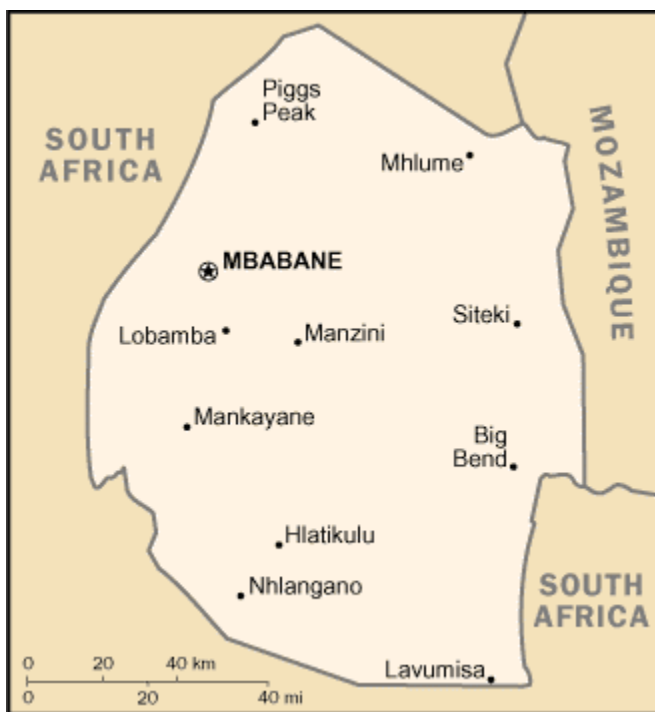 Piggs
Peak
SOUTH
AFRICA
Mhlume
MOZAMBIQUE
MBABANE
Siteki
Lobamba
Manzini
Mankayane
Big
Bend
Hlatikulu
Nhlangano
SOUTH
AFRICA
Lavumisa
0 20 40 km
0 20 40 mi